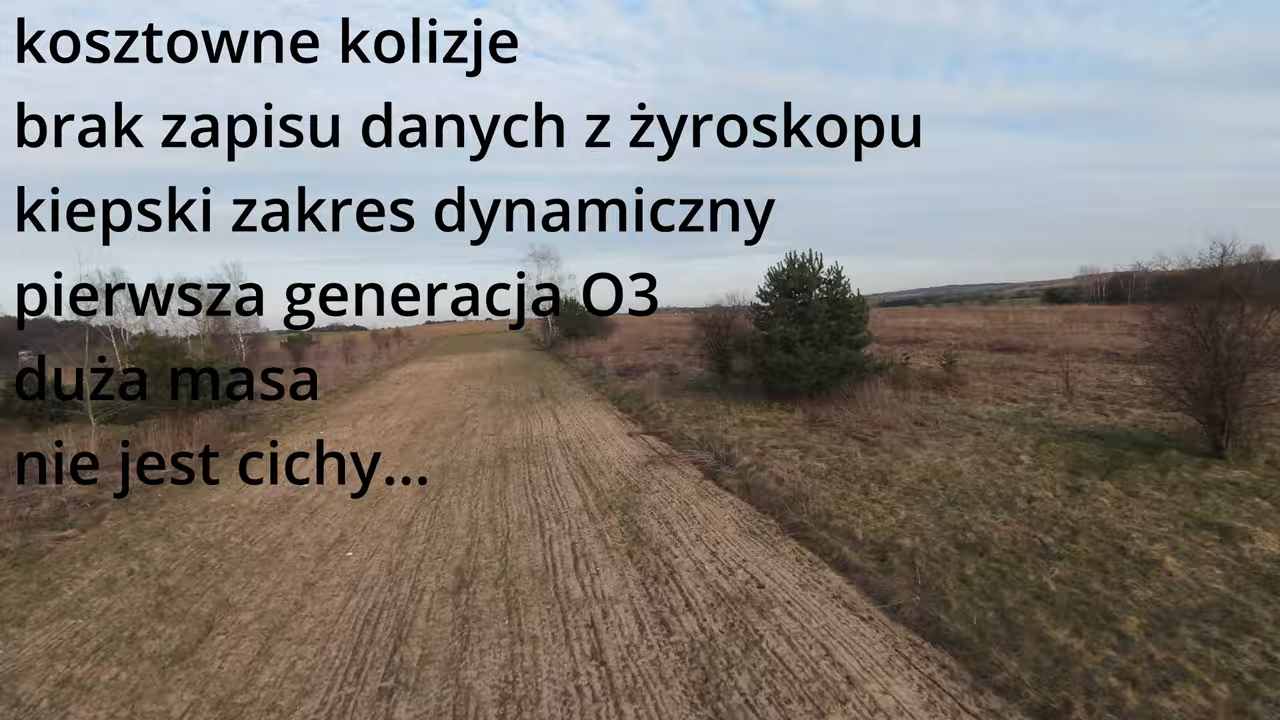 kosztowne kolizje
brak zapisu danych z żyroskopu
kiepski zakres dynamiczny
pierwsza generacja O3
duża masa
nie jest cichy...